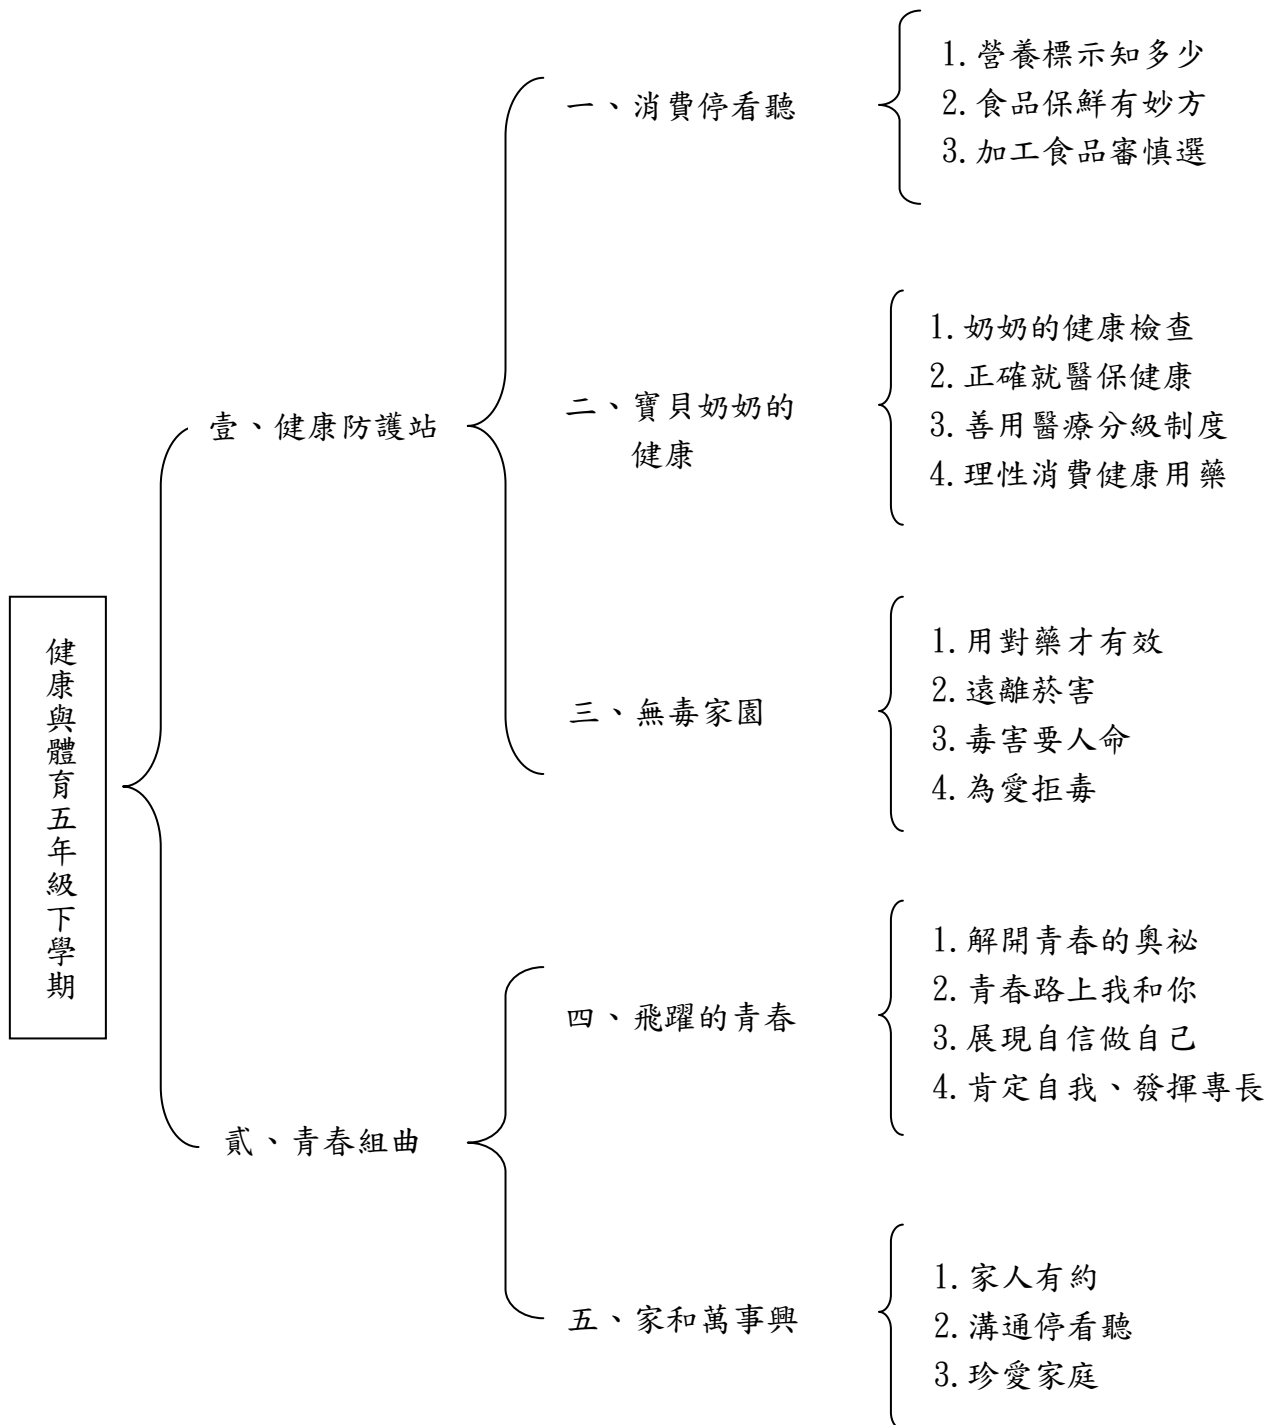 健康與體育五年級下學期
壹、健康防護站
一、消費停看聽
1.營養標示知多少
2.食品保鮮有妙方
3.加工食品審慎選
二、寶貝奶奶的
健康
1.奶奶的健康檢查
2.正確就醫保健康
3.善用醫療分級制度
4.理性消費健康用藥
三、無毒家園
1.用對藥才有效
2.遠離菸害
3.毒害要人命
4.為愛拒毒
貳、青春組曲
四、飛躍的青春
1.解開青春的奧祕
2.青春路上我和你
3.展現自信做自己
4.肯定自我、發揮專長
五、家和萬事興
1.家人有約
2.溝通停看聽
3.珍愛家庭